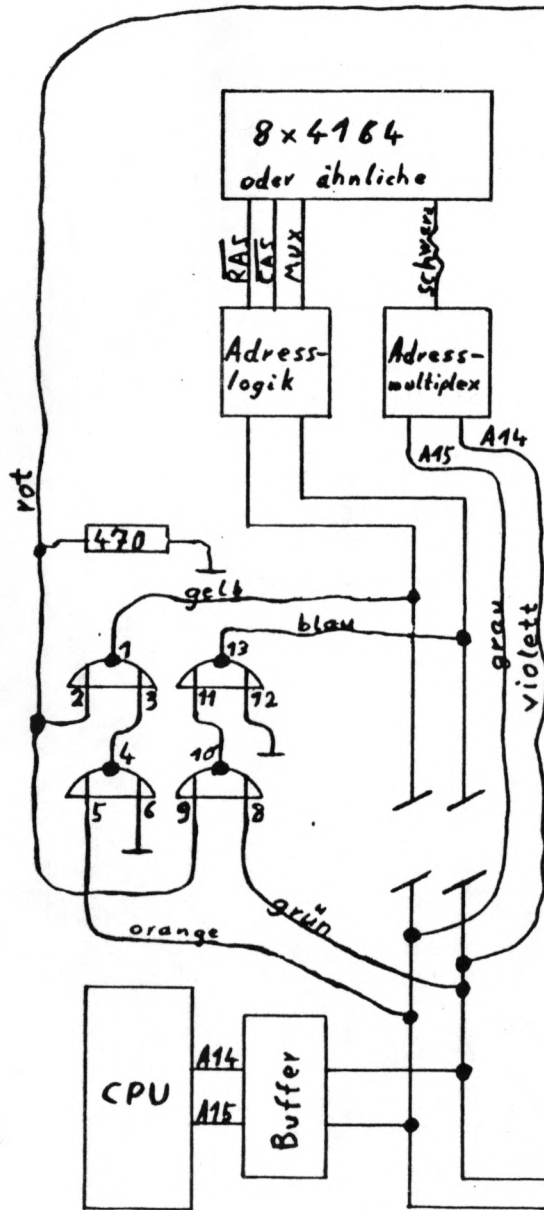 8 x 4164
oder ähnliche
RAS
CAS
MUX
schwarz
Adress-
logik
Adress-
multiplex
A15
A14
rot
470
gelb
blau
grau
violett
1
13
2
3
11
12
4
10
5
6
9
8
grün
orange
CPU
A14
A15
Buffer